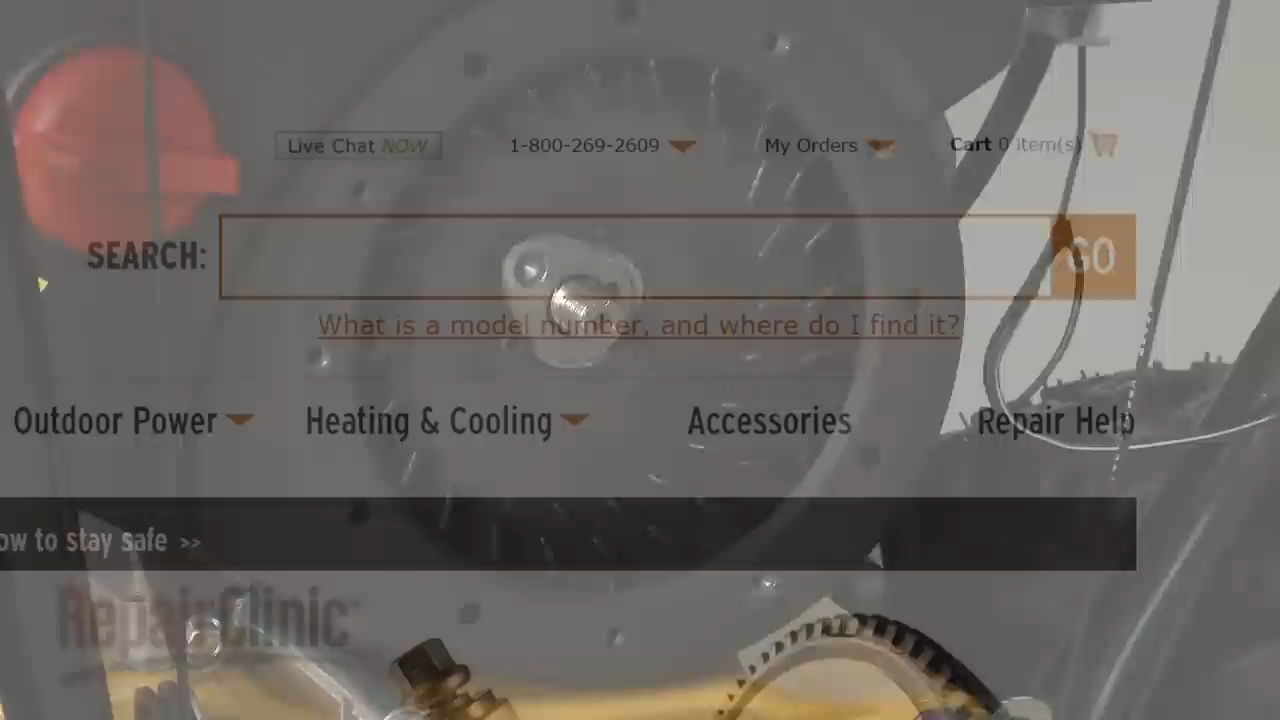 Live Chat NOW 1-800-269-2609 My Orders Cart 0 Item(s)
SEARCH: GO
What is a model number, and where do I find it?
Outdoor Power Heating & Cooling Accessories Repair Help
ow to stay safe >>
RepairClinic